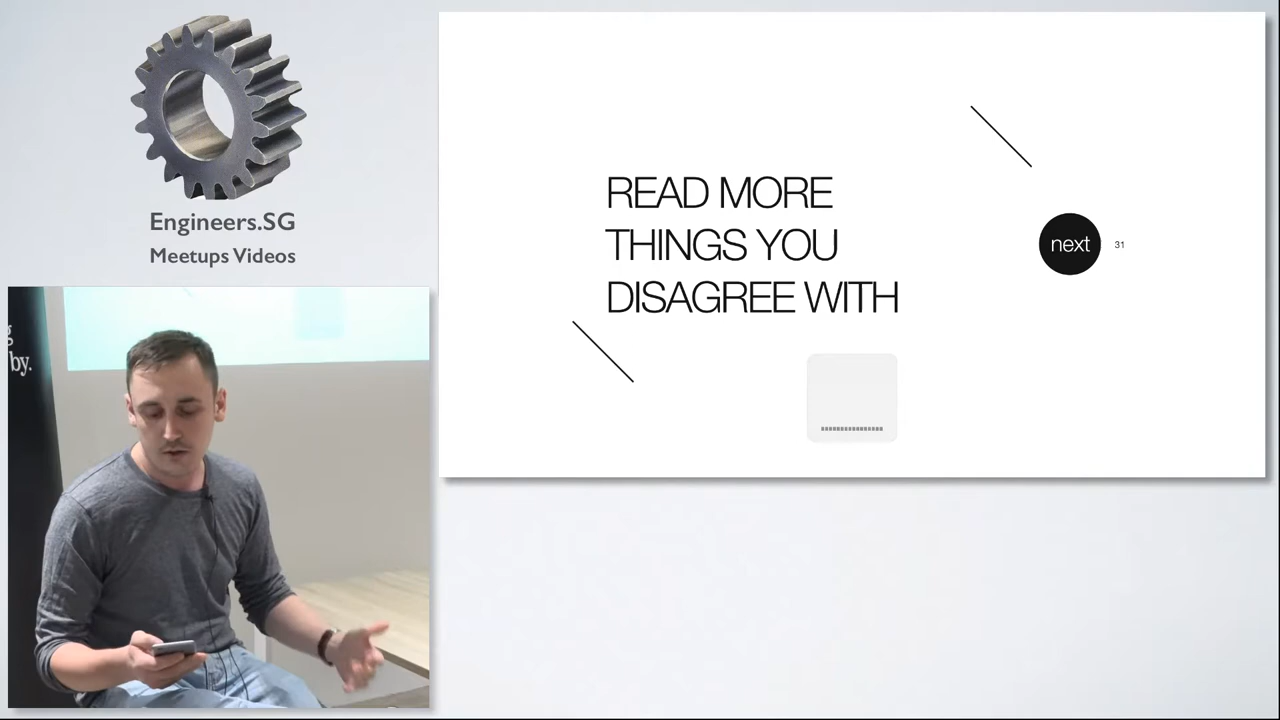 Engineers.SG
Meetups Videos
by.
READ MORE
THINGS YOU
DISAGREE WITH
next
31